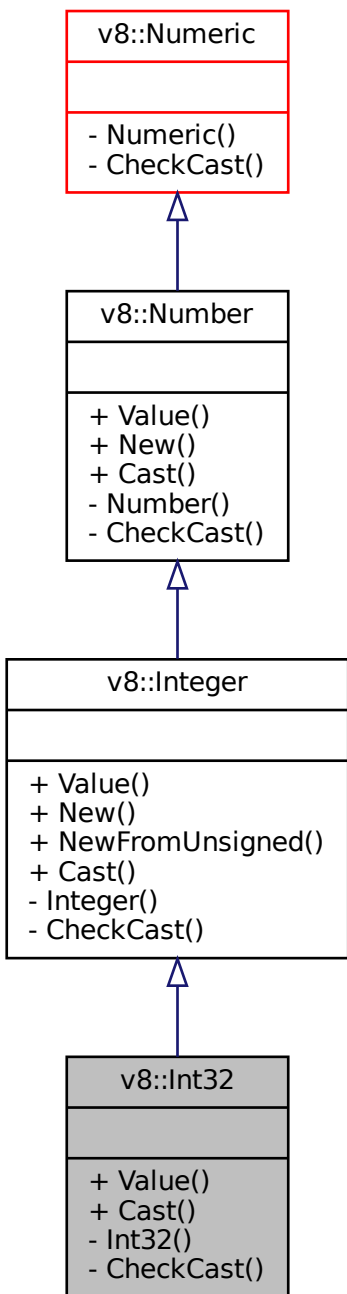 v8::Numeric
- Numeric()
- CheckCast()
v8::Number
+ Value()
+ New()
+ Cast()
- Number()
- CheckCast()
v8::Integer
+ Value()
+ New()
+ NewFromUnsigned()
+ Cast()
- Integer()
- CheckCast()
v8::Int32
+ Value()
+ Cast()
- Int32()
- CheckCast()